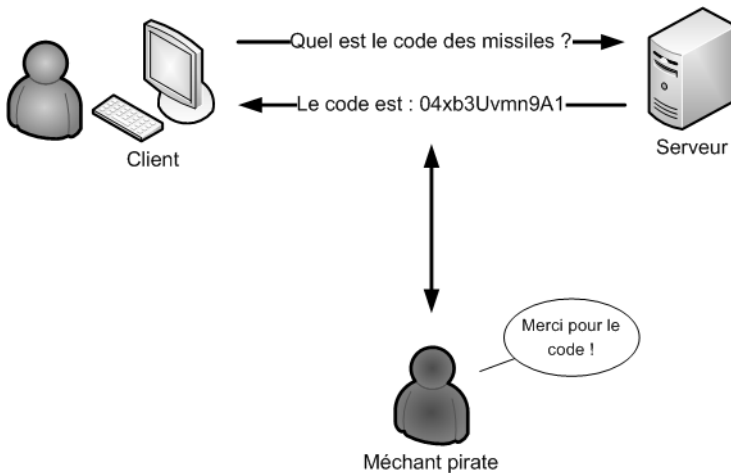 Quel est le code des missiles ?
Le code est : 04xb3Uvmn9A1
Client
Serveur
Merci pour le
code !
Méchant pirate